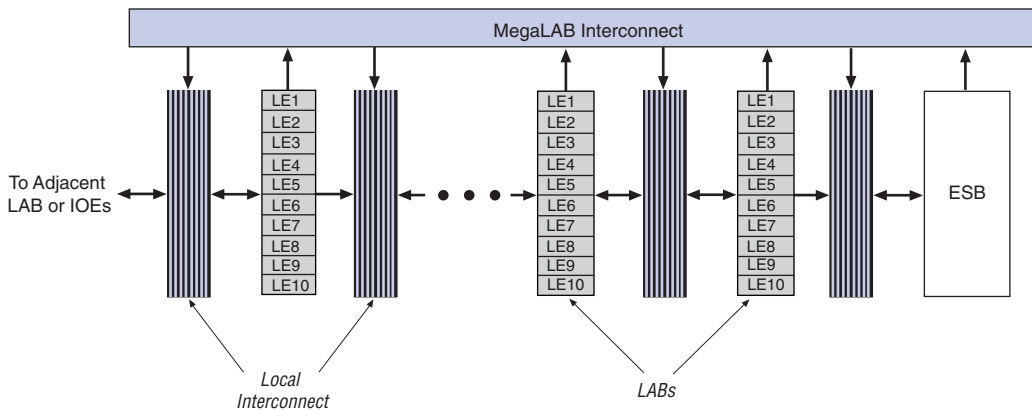 MegaLAB Interconnect
LE1
LE2
LE3
LE4
LE5
LE6
LE7
LE8
LE9
LE10
LE1
LE2
LE3
LE4
LE5
LE6
LE7
LE8
LE9
LE10
LE1
LE2
LE3
LE4
LE5
LE6
LE7
LE8
LE9
LE10
To Adjacent
LAB or IOEs
ESB
Local
Interconnect
LABs